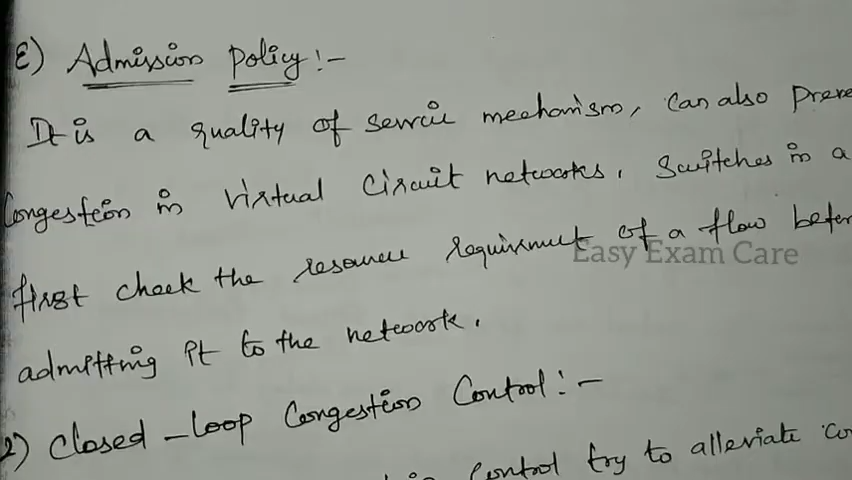 E) Admission Policy :-
It is a quality of service mechanism, can also preve
Congestion in virtual circuit networks. Switches in a
first check the resource requirement of a flow befor
admitting it to the network.
Easy Exam Care
2) Closed-Loop Congestion Control :-
control try to alleviate co